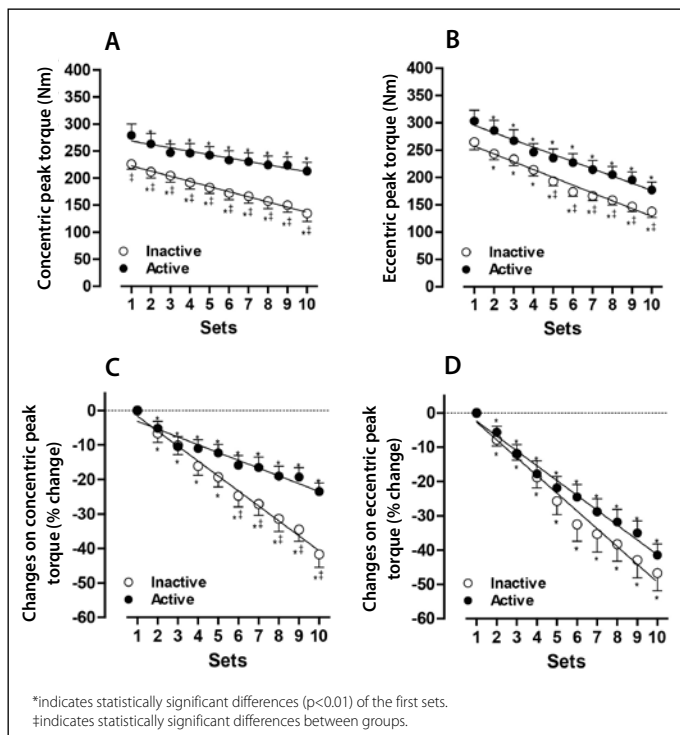 A
B
Concentric peak torque (Nm)
400
350
300
250
200
150
100
50
0
* * * * * * * * *
‡ *‡ *‡ *‡ *‡ *‡ *‡ *‡ *‡ *‡
Inactive
Active
1 2 3 4 5 6 7 8 9 10
Sets
Eccentric peak torque (Nm)
400
350
300
250
200
150
100
50
0
* * * * * * * * *
* * * *‡ *‡ *‡ *‡ *‡ *‡
Inactive
Active
1 2 3 4 5 6 7 8 9 10
Sets
C
D
Changes on concentric peak
torque (% change)
0
-10
-20
-30
-40
-50
-60
* * * * * * * * *
* * * * *‡ *‡ *‡ *‡ *‡
Inactive
Active
1 2 3 4 5 6 7 8 9 10
Sets
Changes on eccentric peak
torque (% change)
0
-10
-20
-30
-40
-50
-60
* * * * * * * * *
* * * * * * * * *
Inactive
Active
1 2 3 4 5 6 7 8 9 10
Sets
*indicates statistically significant differences (p<0.01) of the first sets.
‡indicates statistically significant differences between groups.